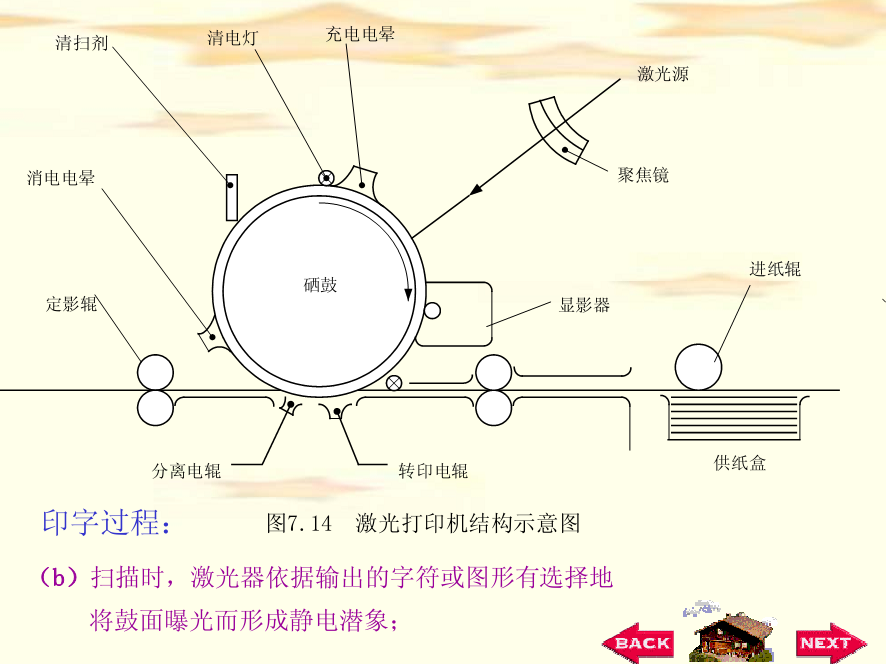 清扫剂
清电灯
充电电晕
激光源
聚焦镜
消电电晕
进纸辊
硒鼓
定影辊
显影器
分离电辊
转印电辊
供纸盒
印字过程：
图7.14 激光打印机结构示意图
（b）扫描时，激光器依据输出的字符或图形有选择地
将鼓面曝光而形成静电潜象；
BACK
NEXT